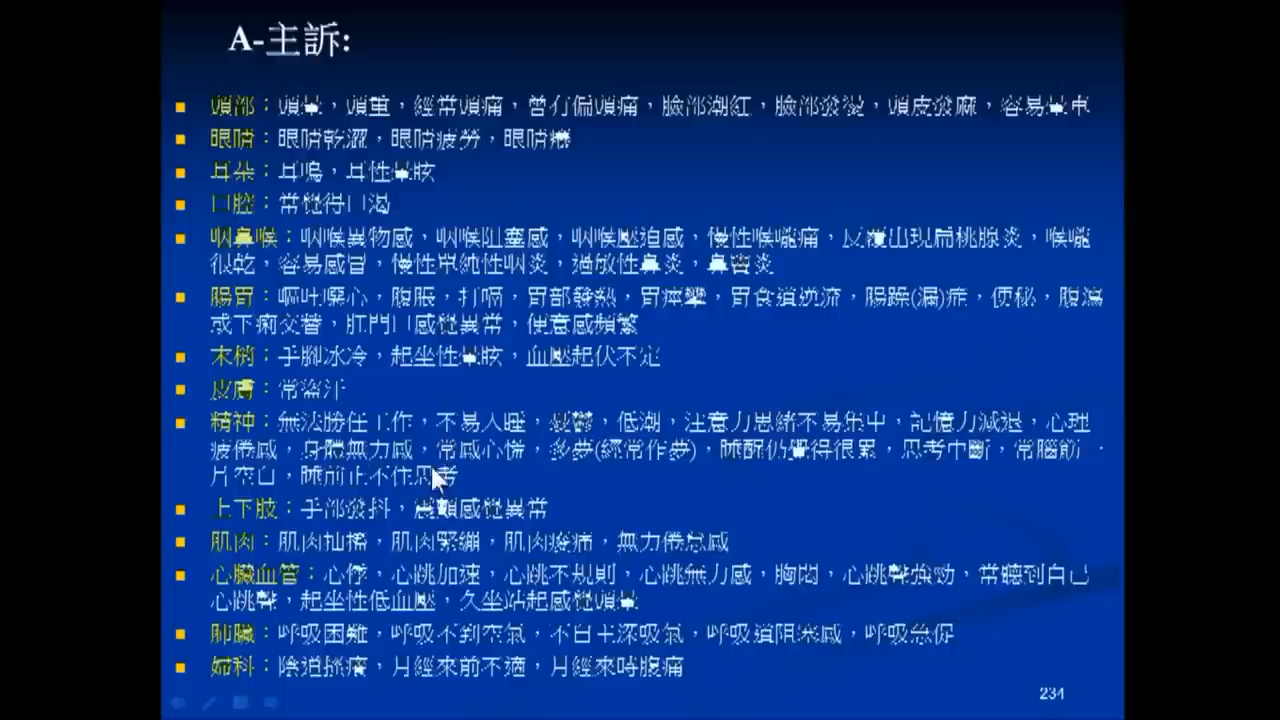 A-主訴:
頭部：頭暈，頭重，經常頭痛，曾有偏頭痛，臉部潮紅，臉部發燙，頭皮發麻，容易暈車
眼睛：眼睛乾澀，眼睛疲勞，眼睛癢
耳朵：耳鳴，耳性暈眩
口腔：常覺得口渴
咽鼻喉：咽喉異物感，咽喉阻塞感，咽喉壓迫感，慢性喉嚨痛，反覆出現扁桃腺炎，喉嚨
很乾，容易感冒，慢性單純性咽炎，過敏性鼻炎，鼻竇炎
腸胃：嘔吐噁心，腹脹，打嗝，胃部發熱，胃痙攣，胃食道逆流，腸躁(漏)症，便秘，腹瀉
或下痢交替，肛門口感覺異常，便意感頻繁
末梢：手腳冰冷，起坐性暈眩，血壓起伏不定
皮膚：常盜汗
精神：無法勝任工作，不易入睡，憂鬱，低潮，注意力思緒不易集中，記憶力減退，心理
疲倦感，身體無力感，常感心慌，多夢(經常作夢)，睡醒仍覺得很累，思考中斷，常腦筋一
片空白，睡前止不住思考
上下肢：手部發抖，震顫感覺異常
肌肉：肌肉抽搐，肌肉緊繃，肌肉痠痛，無力倦怠感
心臟血管：心悸，心跳加速，心跳不規則，心跳無力感，胸悶，心跳聲強勁，常聽到自己
心跳聲，起坐性低血壓，久坐站起感覺頭暈
肺臟：呼吸困難，呼吸不到空氣，不自主深吸氣，呼吸道阻塞感，呼吸急促
婦科：陰道搔癢，月經來前不適，月經來時腹痛
234